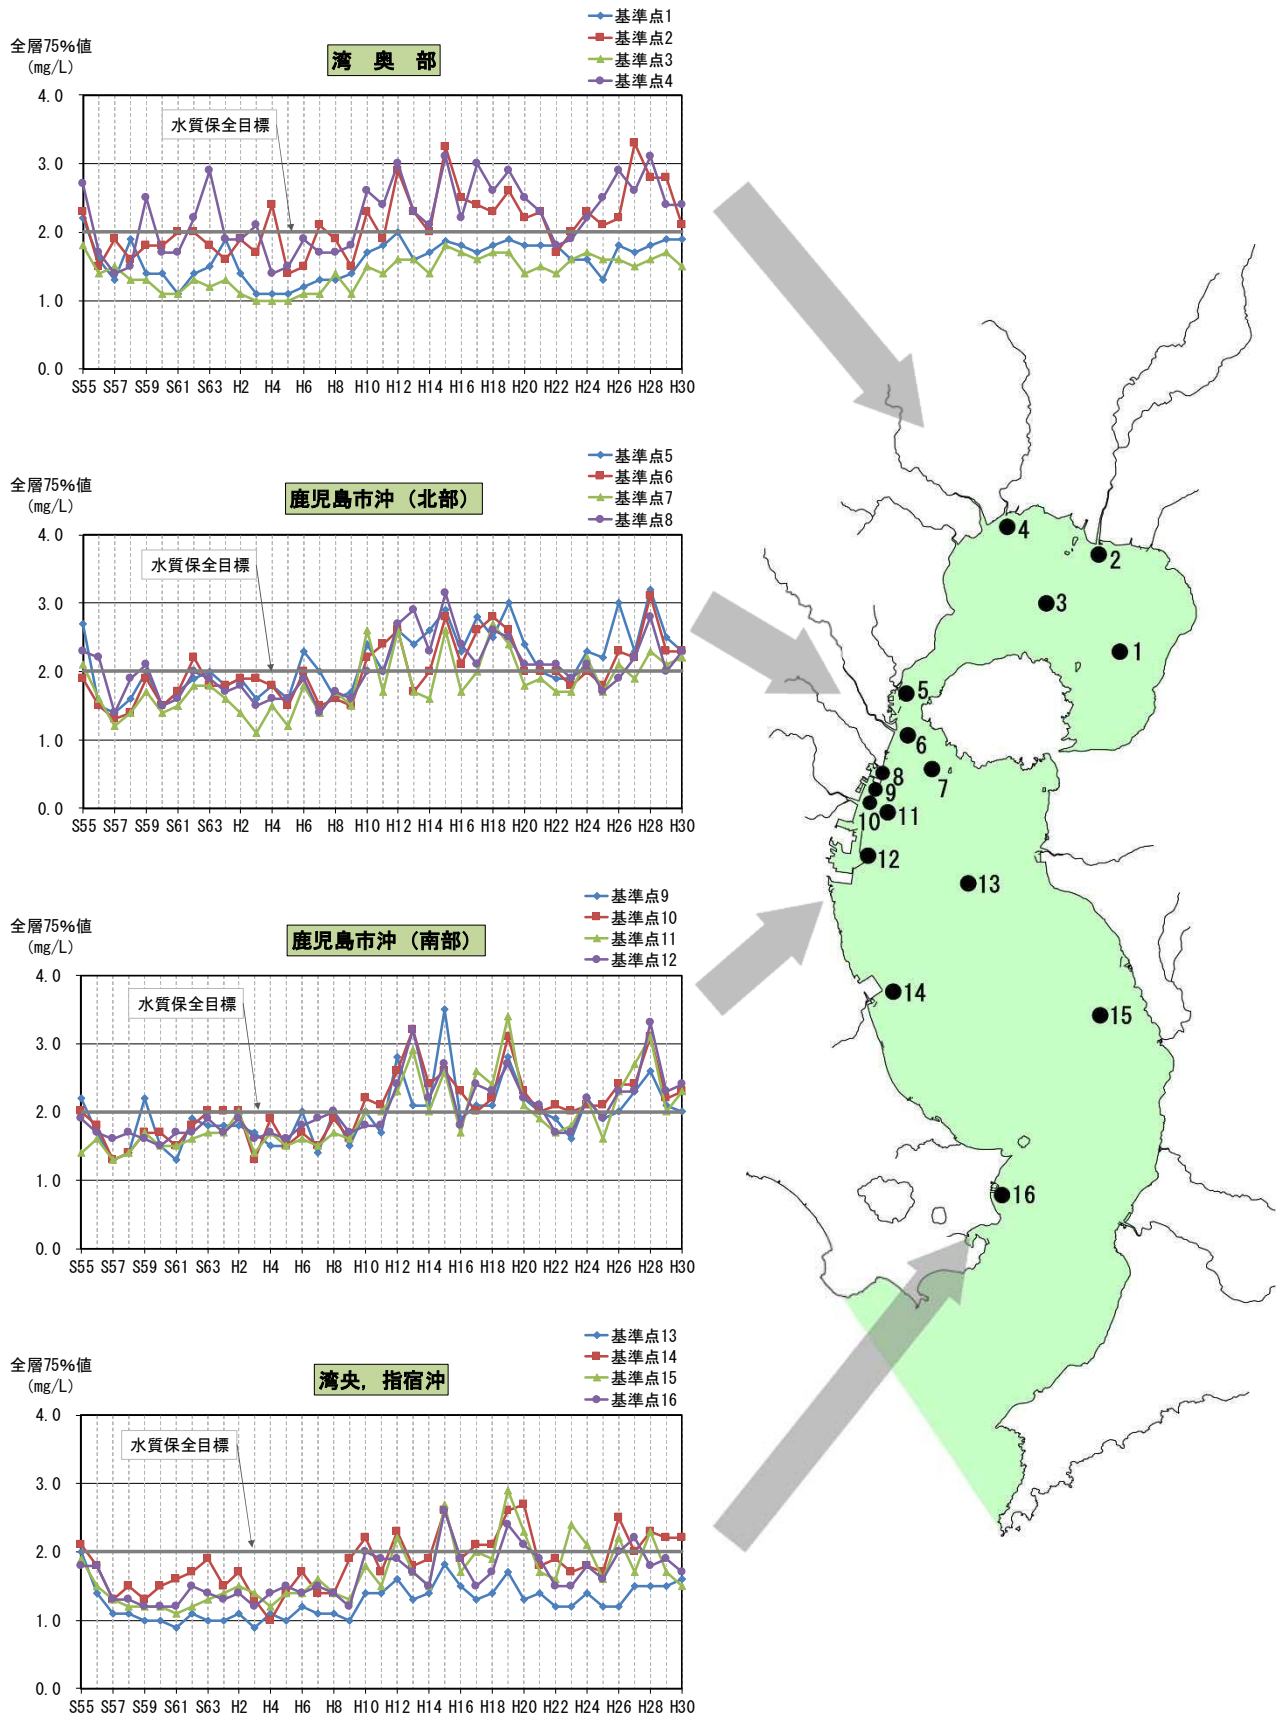 基準点1
基準点2
基準点3
基準点4
全層75%値
(mg/L)
湾 奥 部
水質保全目標
4.0
3.0
2.0
1.0
0.0
S55 S57 S59 S61 S63 H2 H4 H6 H8 H10 H12 H14 H16 H18 H20 H22 H24 H26 H28 H30
基準点5
基準点6
基準点7
基準点8
全層75%値
(mg/L)
鹿児島市沖（北部）
水質保全目標
4.0
3.0
2.0
1.0
0.0
S55 S57 S59 S61 S63 H2 H4 H6 H8 H10 H12 H14 H16 H18 H20 H22 H24 H26 H28 H30
基準点9
基準点10
基準点11
基準点12
全層75%値
(mg/L)
鹿児島市沖（南部）
水質保全目標
4.0
3.0
2.0
1.0
0.0
S55 S57 S59 S61 S63 H2 H4 H6 H8 H10 H12 H14 H16 H18 H20 H22 H24 H26 H28 H30
基準点13
基準点14
基準点15
基準点16
全層75%値
(mg/L)
湾央，指宿沖
水質保全目標
4.0
3.0
2.0
1.0
0.0
S55 S57 S59 S61 S63 H2 H4 H6 H8 H10 H12 H14 H16 H18 H20 H22 H24 H26 H28 H30
4
2
3
1
5
6
8
7
9
10
11
12
13
14
15
16